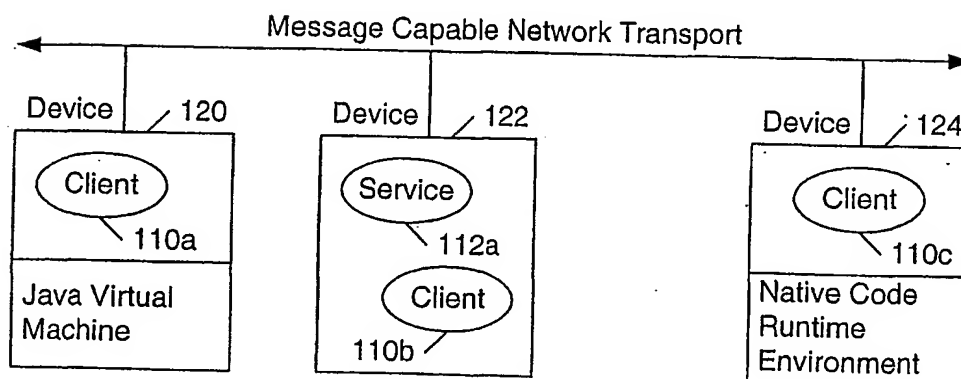 Message Capable Network Transport
Device
120
Client
110a
Java Virtual
Machine
Device
122
Service
112a
Client
110b
Device
124
Client
110c
Native Code
Runtime
Environment